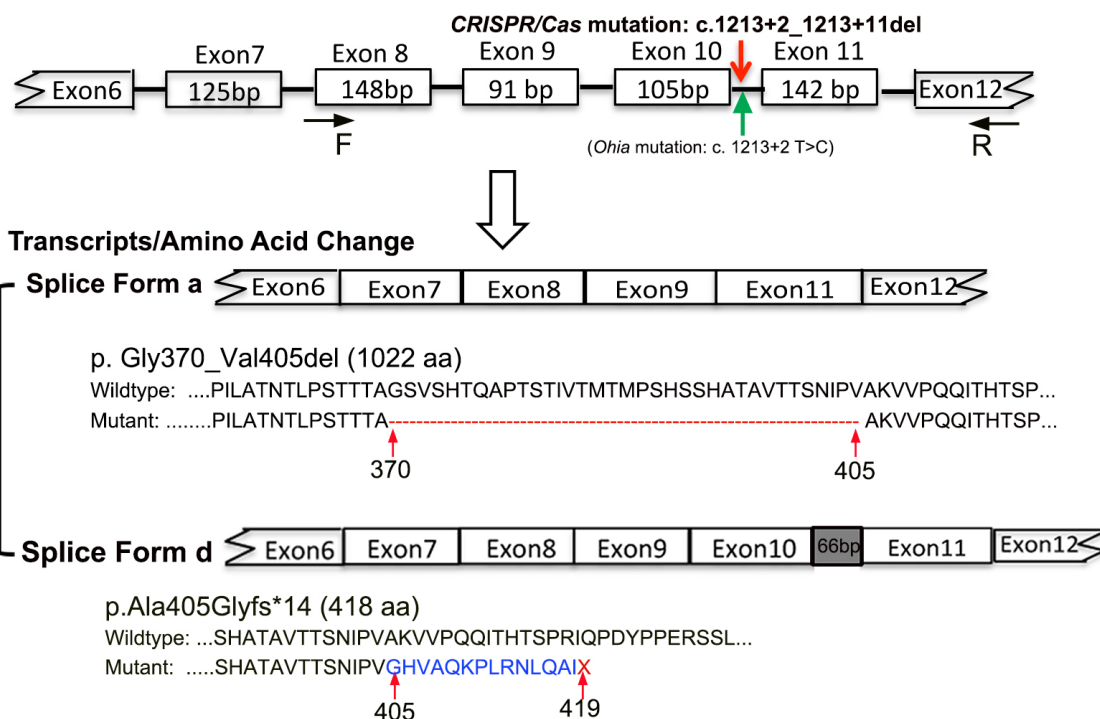 CRISPR/Cas mutation: c.1213+2_1213+11del
Exon7 Exon 8 Exon 9 Exon 10 Exon 11
Exon6 125bp 148bp 91 bp 105bp 142 bp Exon12
F R
(Ohia mutation: c. 1213+2 T>C)
Transcripts/Amino Acid Change
Splice Form a Exon6 Exon7 Exon8 Exon9 Exon11 Exon12
p. Gly370_Val405del (1022 aa)
Wildtype: ....PILATNTLPSTTTAGSVSHTQAPTSTIVTMTMPSHSSHATAVTTSNIPVAKVVPQQITHTSP...
Mutant: ........PILATNTLPSTTTA--------------------------------------------------AKVVPQQITHTSP...
370 405
Splice Form d Exon6 Exon7 Exon8 Exon9 Exon10 66bp Exon11 Exon12
p.Ala405Glyfs*14 (418 aa)
Wildtype: ...SHATAVTTSNIPVAKVVPQQITHTSPRIQPDYPPERSSL...
Mutant: .....SHATAVTTSNIPVGHVAQKPLRNLQAIX
405 419